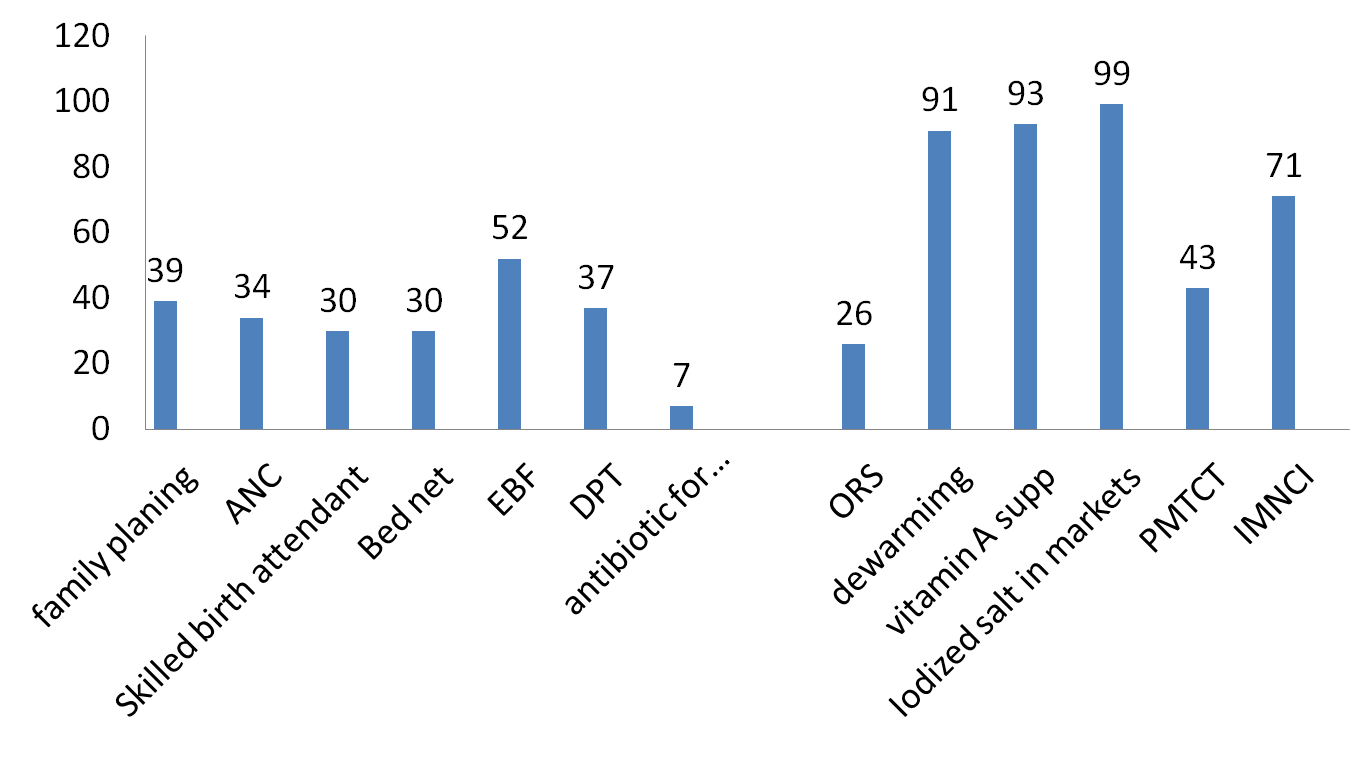 120
100
80
60
40
20
0
39
34
30
30
52
37
7
26
91
93
99
43
71
family planing
ANC
Skilled birth attendant
Bed net
EBF
DPT
antibiotic for...
ORS
dewarmimg
vitamin A supp
Iodized salt in markets
PMTCT
IMNCI